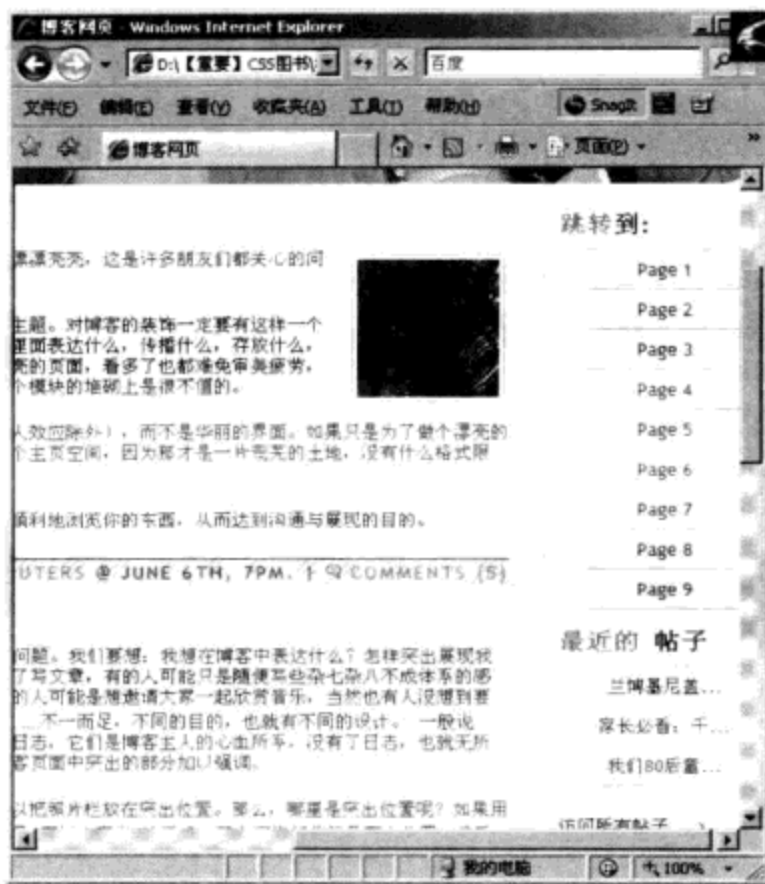 博客网页 - Windows Internet Explorer
D:\【重要】CSS图书\
百度
文件(F) 编辑(E) 查看(V) 收藏夹(A) 工具(T) 帮助(H) SnagIt
博客网页
页面(P)
»
跳转到:
漂漂亮亮,这是许多朋友们都关心的问
Page 1
Page 2
主题。对博客的装饰一定要有这样一个
里面表达什么,传播什么,存放什么,
Page 3
亮的页面,看多了也都难免审美疲劳,
个模块的堆砌上是很不值的。
Page 4
人效应除外),而不是华丽的界面。如果只是为了做个漂亮的
Page 5
个主页空间,因为那才是一片荒芜的土地,没有什么格式限
Page 6
顺利地浏览你的东西,从而达到沟通与展现的目的。
Page 7
Page 8
UTERS @ JUNE 6TH, 7PM. COMMENTS (5)
Page 9
最近的 帖子
问题。我们要想:我想在博客中表达什么?怎样突出展现我
了写文章,有的人可能只是随便写些杂七杂八不成体系的感
兰博基尼盖...
的人可能是想邀请大家一起欣赏音乐,当然也有人没想到要
...不一而足,不同的目的,也就有不同的设计。 一般说
家长必看:千...
日志,它们是博客主人的心血所系,没有了日志,也就无所
客页面中突出的部分加以强调。
我们80后童...
以把照片栏放在突出位置。那么,哪里是突出位置呢?如果用
访问所有帖子
我的电脑
100%